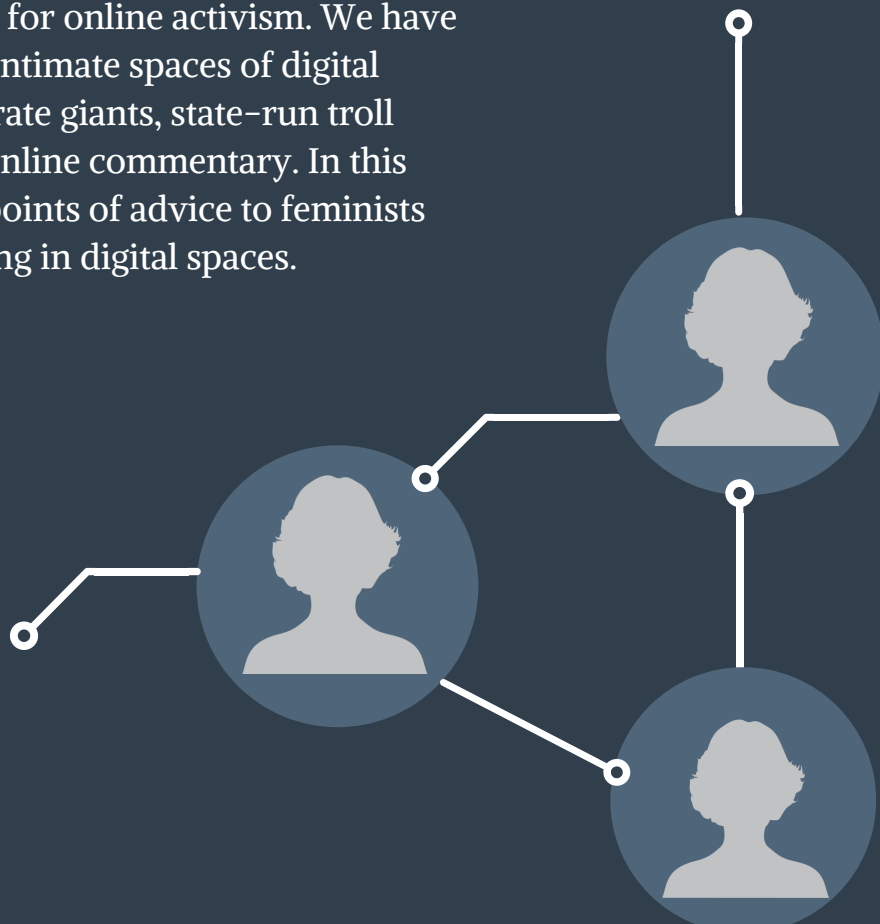 for online activism. We have
ntimate spaces of digital
rate giants, state-run troll
nline commentary. In this
points of advice to feminists
ng in digital spaces.